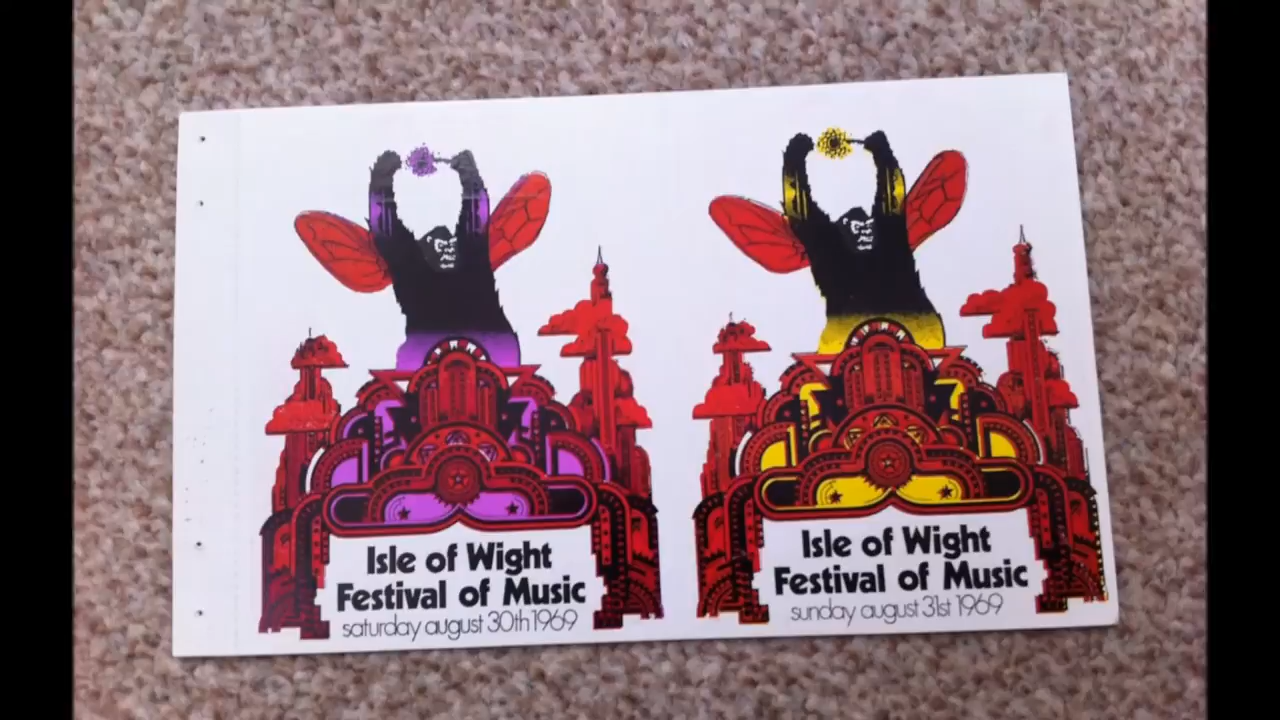 Isle of Wight
Festival of Music
saturday august 30th 1969
Isle of Wight
Festival of Music
sunday august 31st 1969